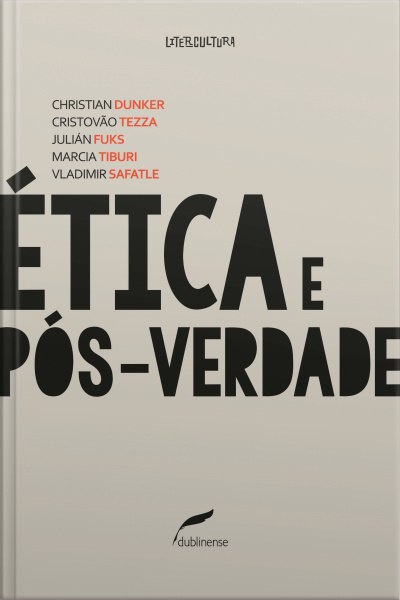 LITERCULTURA
CHRISTIAN DUNKER
CRISTOVÃO TEZZA
JULIÁN FUKS
MARCIA TIBURI
VLADIMIR SAFATLE
ÉTICA E
PÓS-VERDADE
dublinense